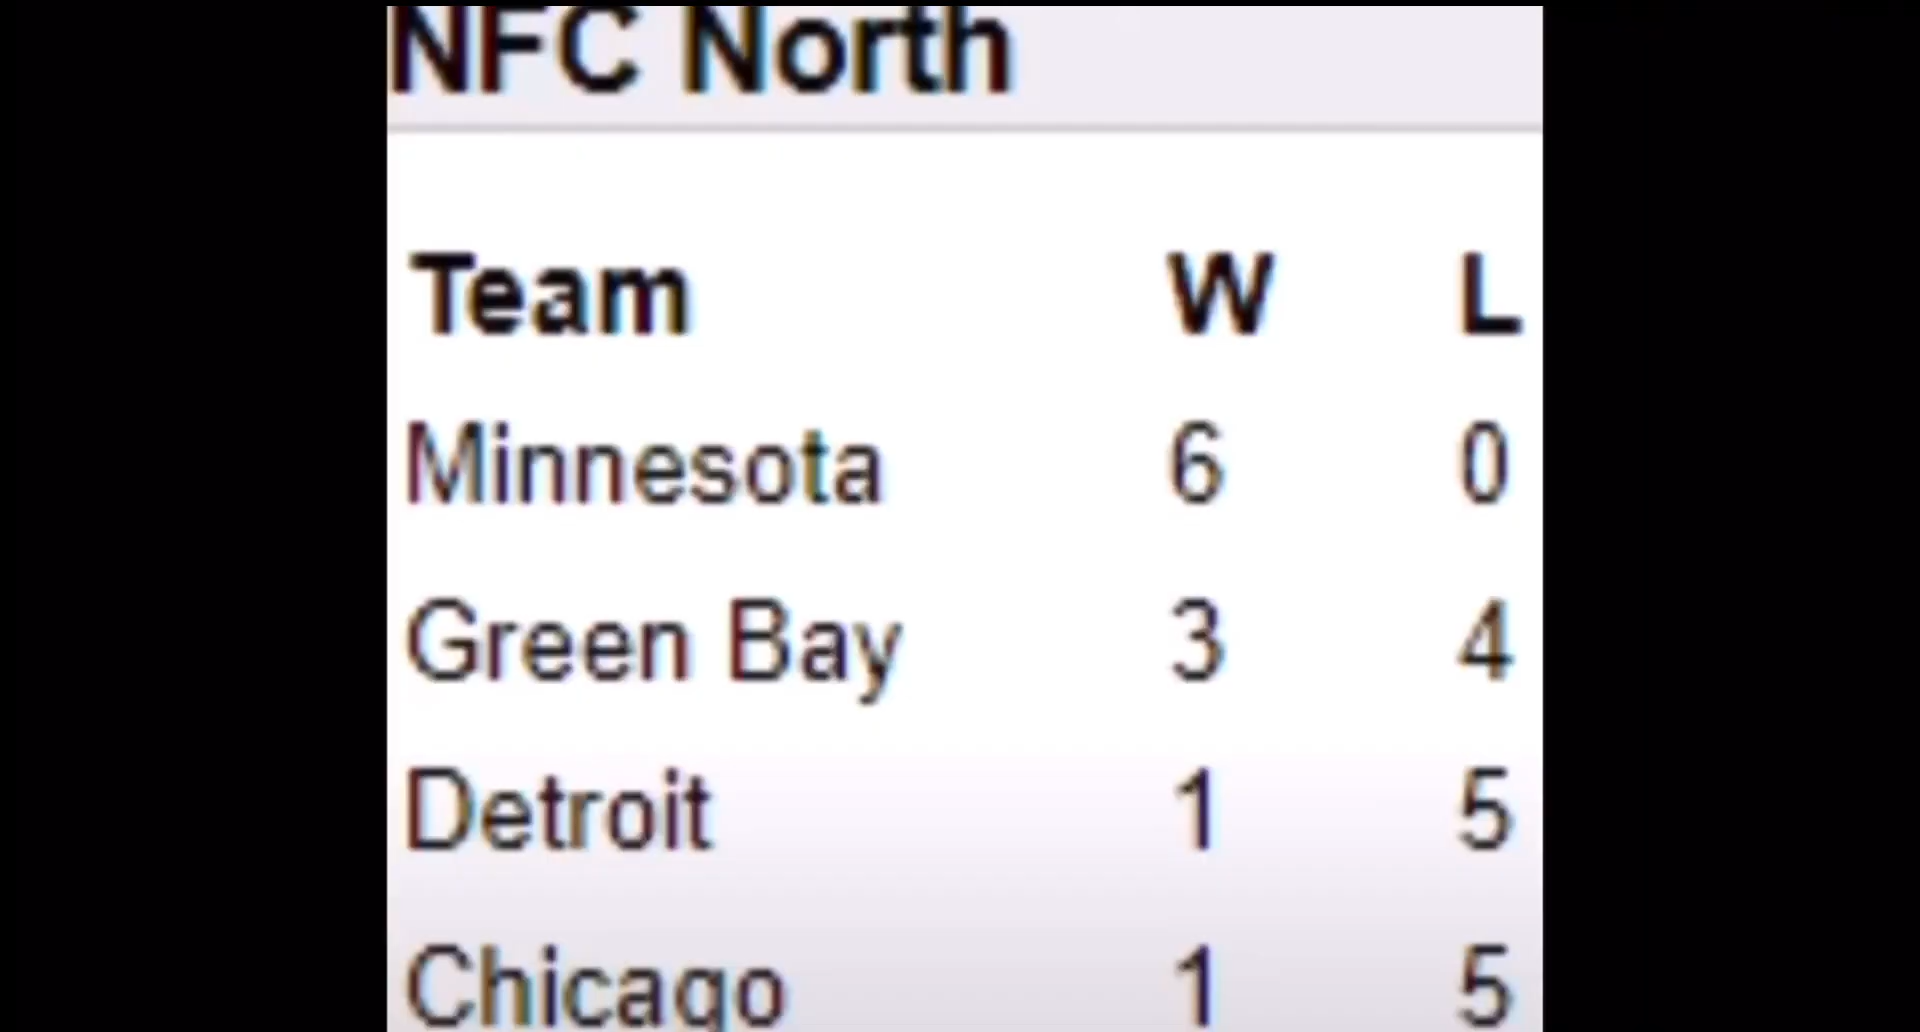 NFC North
Team W L
Minnesota 6 0
Green Bay 3 4
Detroit 1 5
Chicago 1 5